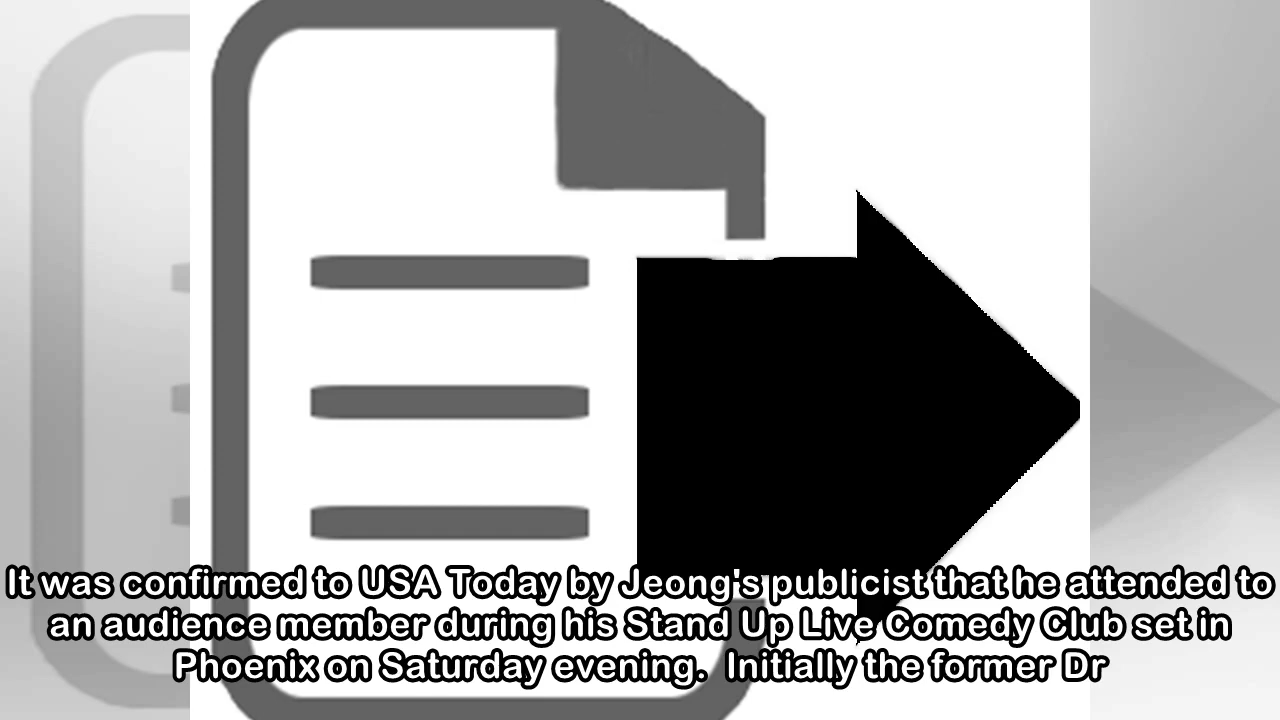 It was confirmed to USA Today by Jeong's publicist that he attended to
an audience member during his Stand Up Live Comedy Club set in
Phoenix on Saturday evening.  Initially the former Dr